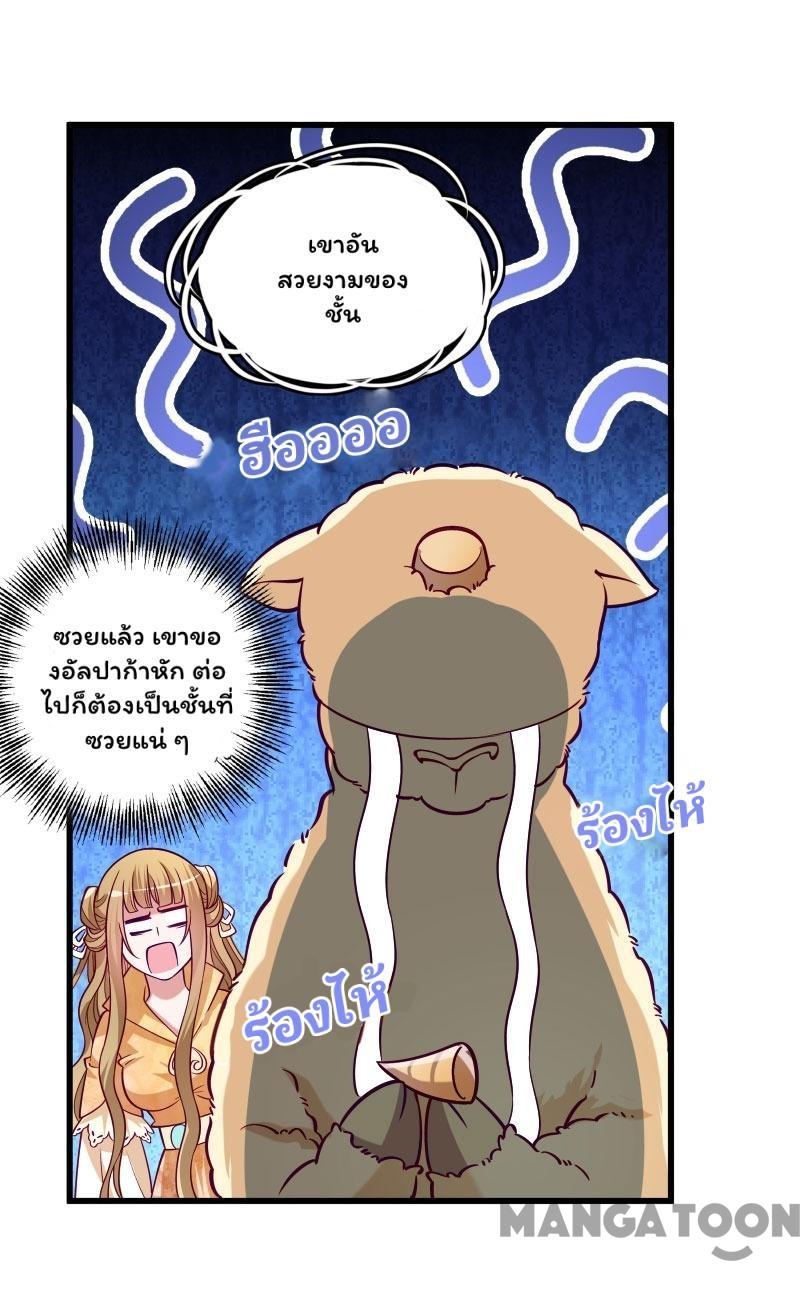 เขาอัน
สวยงามของ
ชั้น
ฮืออออ
ซวยแล้ว เขาขอ
งอัลปาก้าหัก ต่อ
ไปก็ต้องเป็นชั้นที่
ซวยแน่ ๆ
ร้องไห้
ร้องไห้
MANGATOON